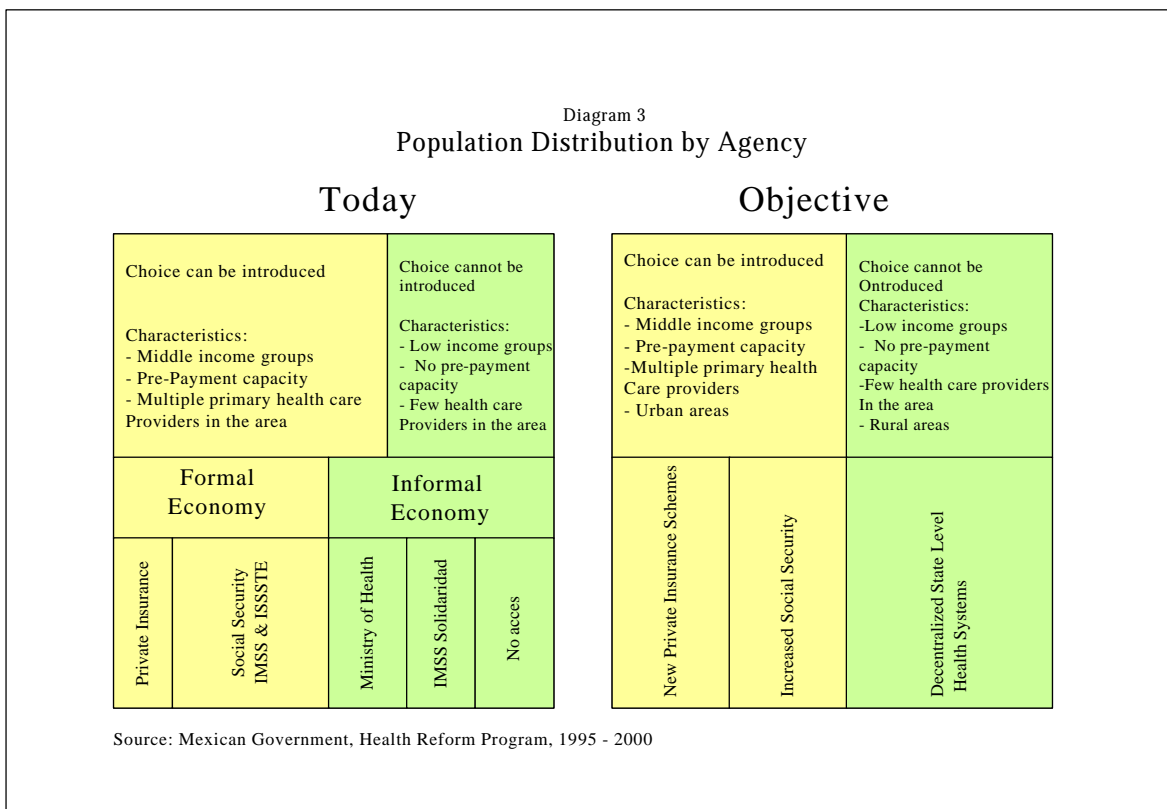 Diagram 3
Population Distribution by Agency
Today
Choice can be introduced
Characteristics:
- Middle income groups
- Pre-Payment capacity
- Multiple primary health care
Providers in the area
Choice cannot be
introduced
Characteristics:
- Low income groups
- No pre-payment
capacity
- Few health care
Providers in the area
Formal
Economy
Informal
Economy
Private Insurance
Social Security
IMSS & ISSSTE
Ministry of Health
IMSS Solidaridad
No acces
Objective
Choice can be introduced
Characteristics:
- Middle income groups
- Pre-payment capacity
-Multiple primary health
Care providers
- Urban areas
Choice cannot be
Ontroduced
Characteristics:
-Low income groups
- No pre-payment
capacity
-Few health care providers
In the area
- Rural areas
New Private Insurance Schemes
Increased Social Security
Decentralized State Level
Health Systems
Source: Mexican Government, Health Reform Program, 1995 - 2000